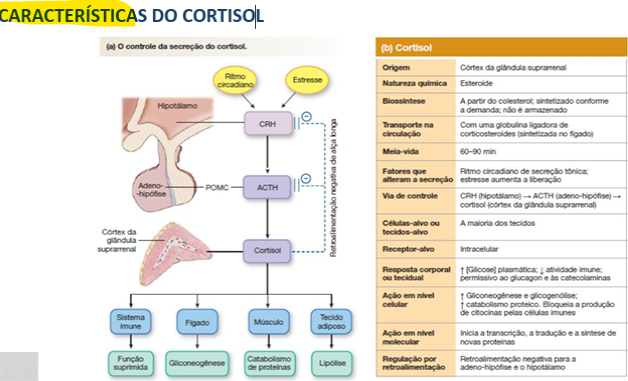 CARACTERÍSTICAS DO CORTISOL
(a) O controle da secreção do cortisol.
Ritmo
circadiano
Estresse
Hipotálamo
CRH
Adeno-
-hipófise
POMC
ACTH
Retroalimentação negativa de alça longa
Córtex da
glândula
suprarrenal
Cortisol
Sistema
imune
Fígado
Músculo
Tecido
adiposo
Função
suprimida
Gliconeogênese
Catabolismo
de proteínas
Lipólise
(b) Cortisol
Origem
Córtex da glândula suprarrenal
Natureza química
Esteroide
Biossíntese
A partir do colesterol; sintetizado conforme
a demanda; não é armazenado
Transporte na
circulação
Com uma globulina ligadora de
corticosteroides (sintetizada no fígado)
Meia-vida
60–90 min
Fatores que
alteram a secreção
Ritmo circadiano de secreção tônica;
estresse aumenta a liberação
Via de controle
CRH (hipotálamo) → ACTH (adeno-hipófise) →
cortisol (córtex da glândula suprarrenal)
Células-alvo ou
tecidos-alvo
A maioria dos tecidos
Receptor-alvo
Intracelular
Resposta corporal
ou tecidual
↑ [Glicose] plasmática; ↓ atividade imune;
permissivo ao glucagon e às catecolaminas
Ação em nível
celular
↑ Gliconeogênese e glicogenólise;
↑ catabolismo proteico. Bloqueia a produção
de citocinas pelas células imunes
Ação em nível
molecular
Inicia a transcrição, a tradução e a síntese de
novas proteínas
Regulação por
retroalimentação
Retroalimentação negativa para a
adeno-hipófise e o hipotálamo